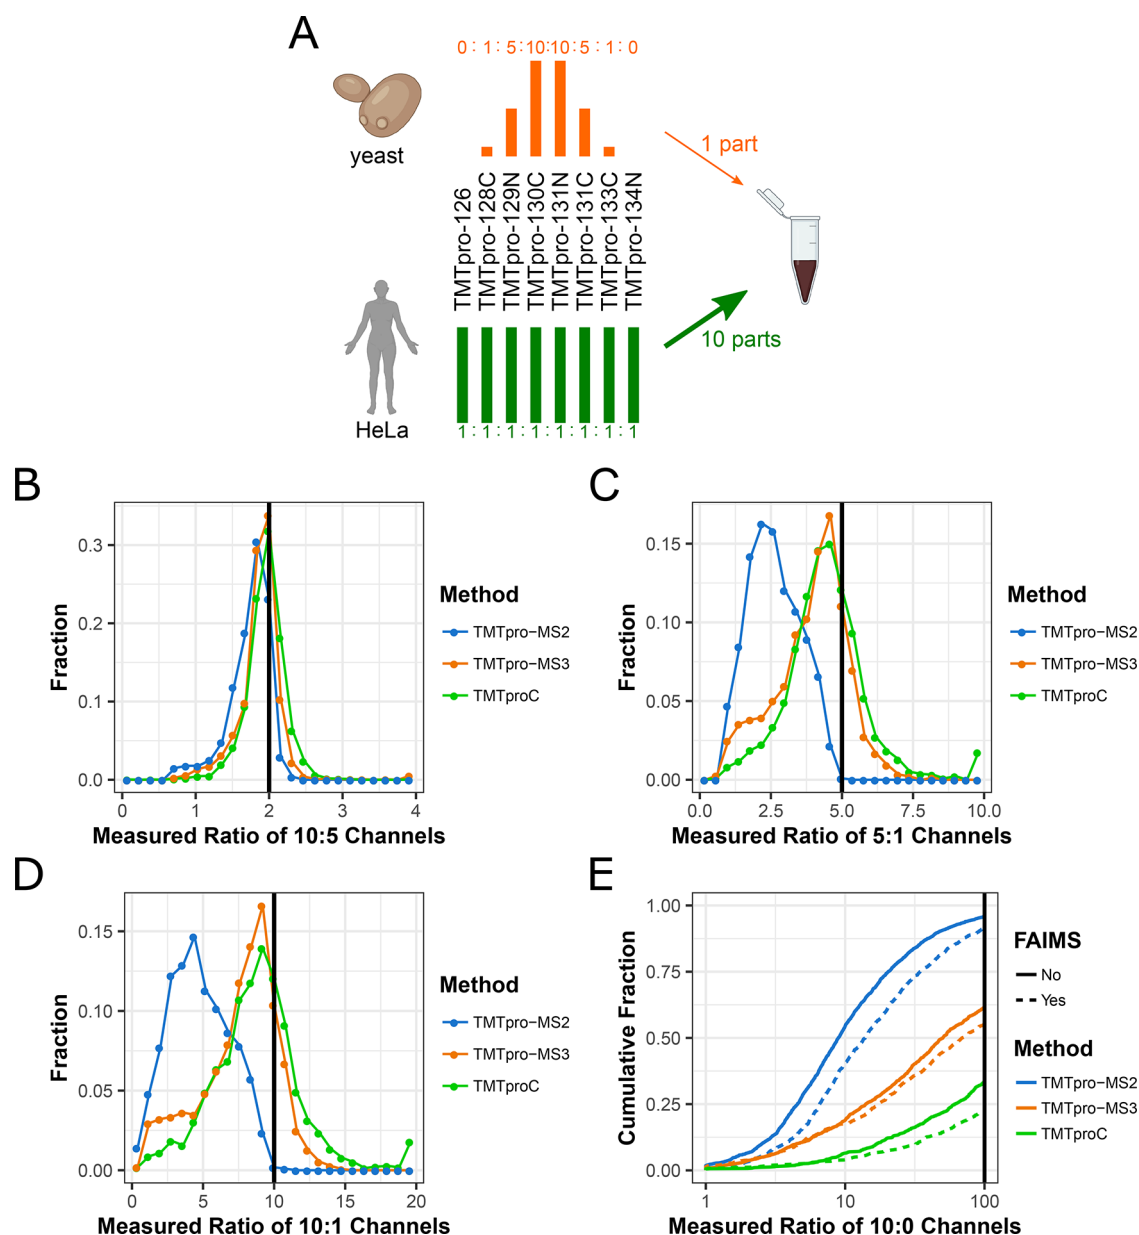 A
0 : 1 : 5 : 10 : 10 : 5 : 1 : 0
yeast
1 part
TMTpro-126
TMTpro-128C
TMTpro-129N
TMTpro-130C
TMTpro-131N
TMTpro-131C
TMTpro-133C
TMTpro-134N
10 parts
HeLa
1 : 1 : 1 : 1 : 1 : 1 : 1 : 1
B
Fraction
0.3
0.2
0.1
0.0
0 1 2 3 4
Measured Ratio of 10:5 Channels
Method
TMTpro−MS2
TMTpro−MS3
TMTproC
C
Fraction
0.15
0.10
0.05
0.00
0.0 2.5 5.0 7.5 10.0
Measured Ratio of 5:1 Channels
Method
TMTpro−MS2
TMTpro−MS3
TMTproC
D
Fraction
0.15
0.10
0.05
0.00
0 5 10 15 20
Measured Ratio of 10:1 Channels
Method
TMTpro−MS2
TMTpro−MS3
TMTproC
E
Cumulative Fraction
1.00
0.75
0.50
0.25
0.00
1 10 100
Measured Ratio of 10:0 Channels
FAIMS
No
Yes
Method
TMTpro−MS2
TMTpro−MS3
TMTproC